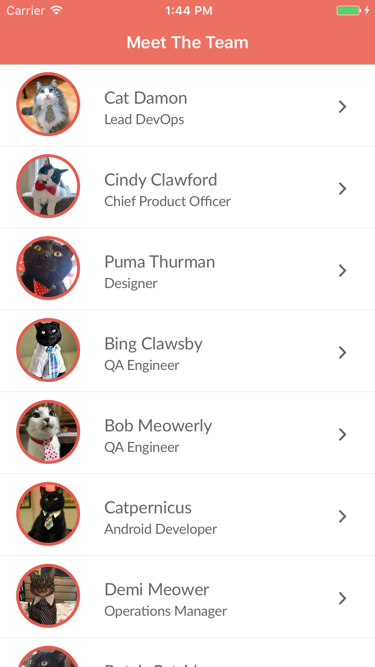 Carrier 1:44 PM
Meet The Team
Cat Damon
Lead DevOps
Cindy Clawford
Chief Product Officer
Puma Thurman
Designer
Bing Clawsby
QA Engineer
Bob Meowerly
QA Engineer
Catpernicus
Android Developer
Demi Meower
Operations Manager